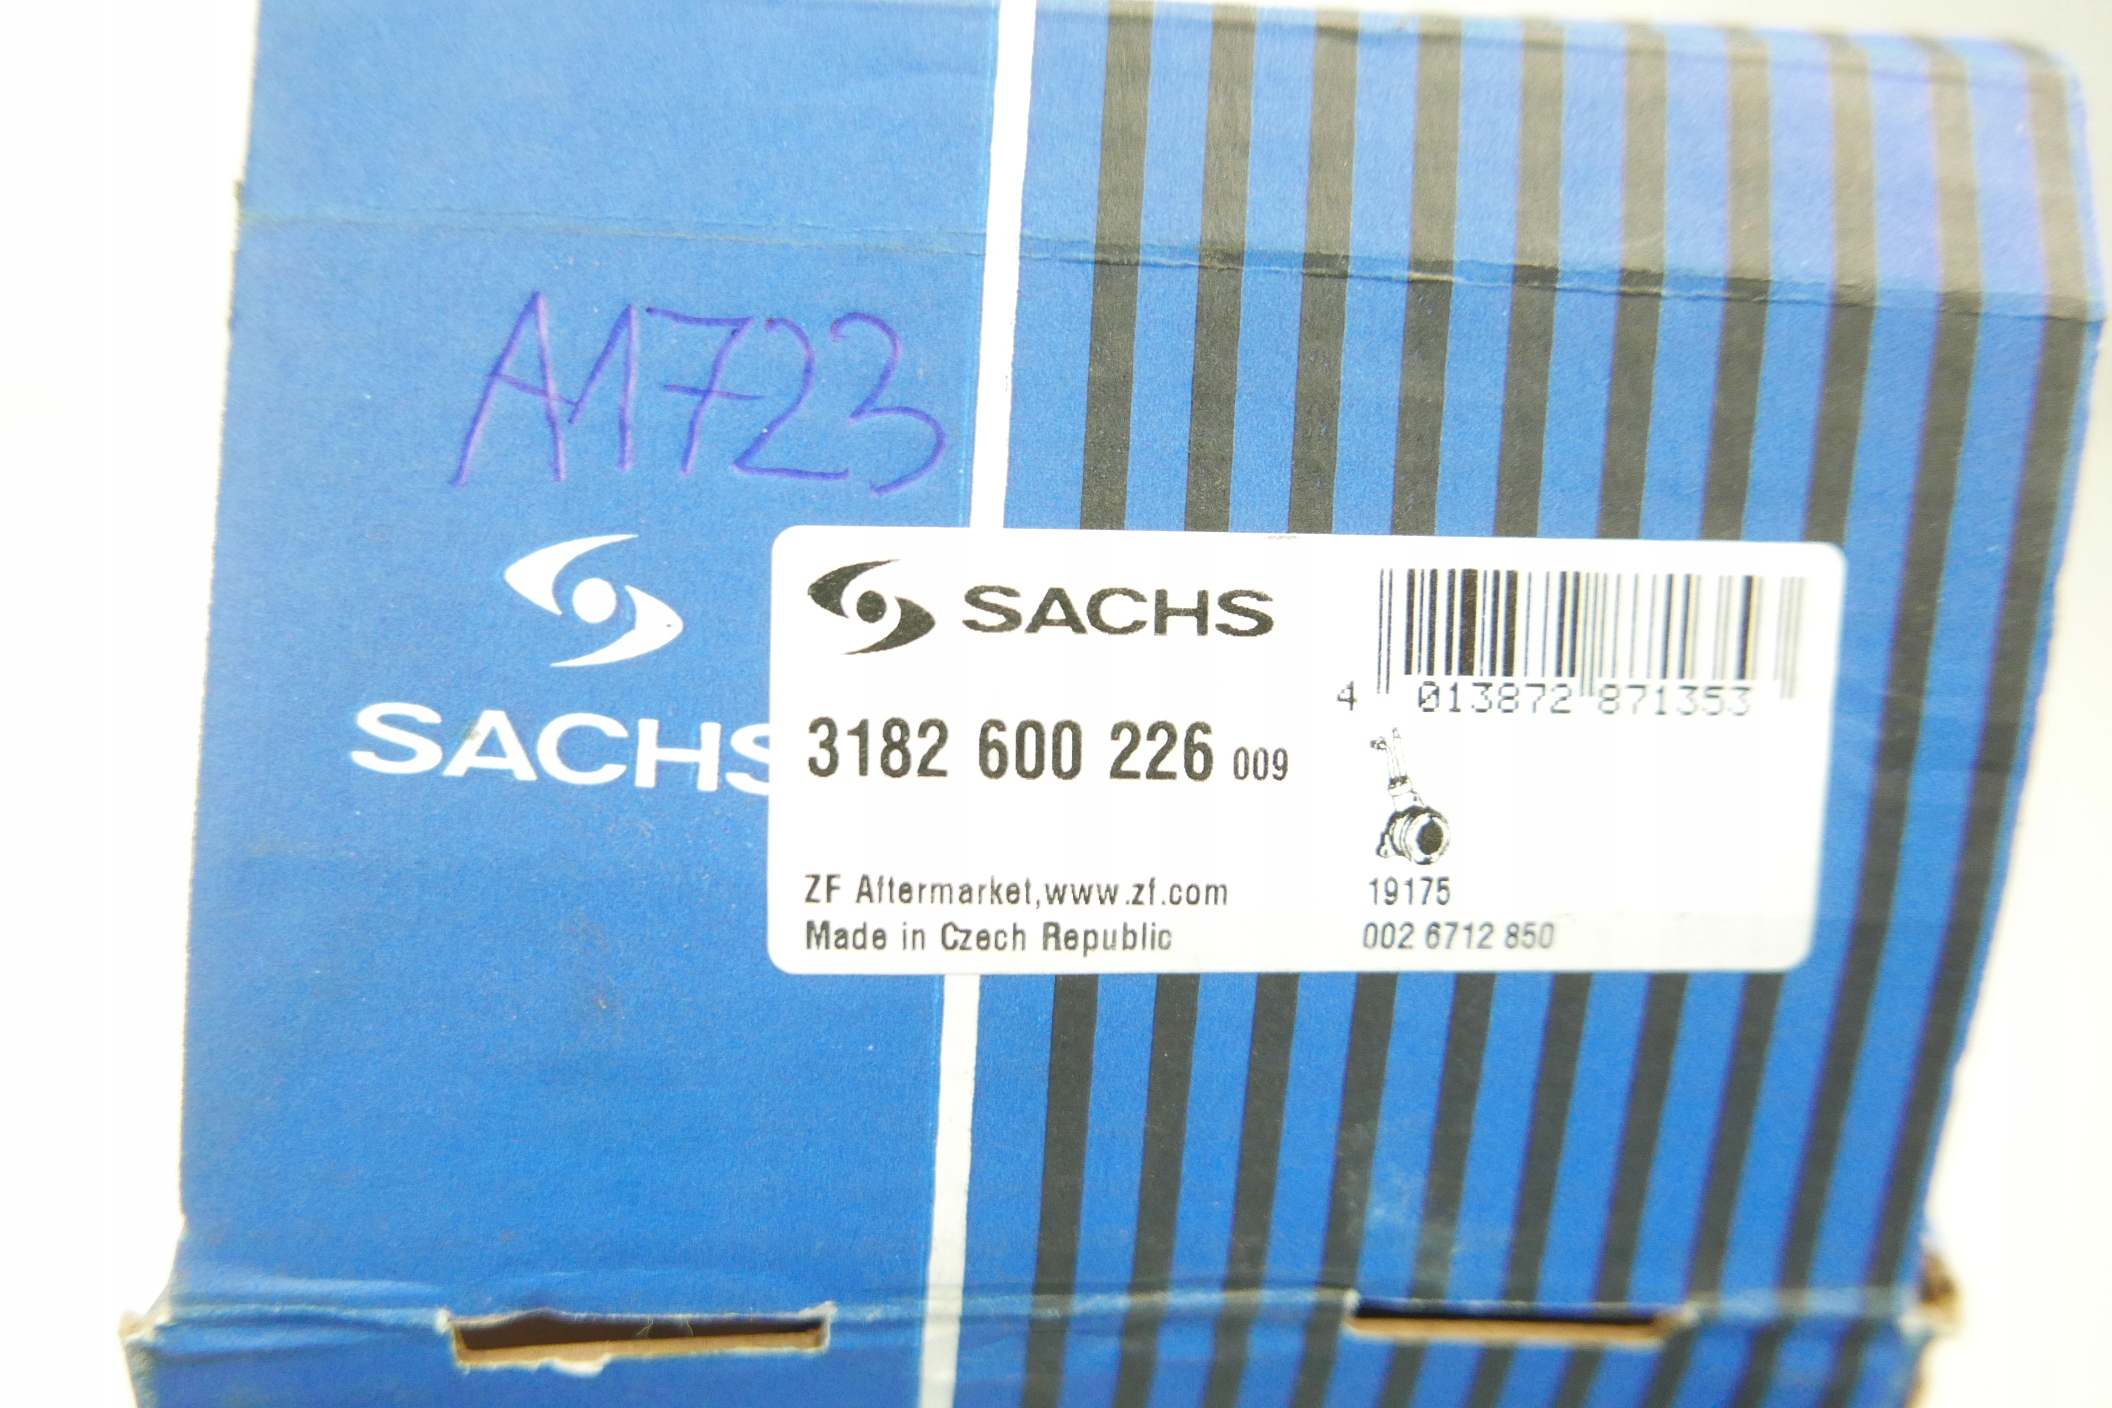 A1723
SACHS
SACHS
4 013872 871353
3182 600 226 009
ZF Aftermarket,www.zf.com
19175
Made in Czech Republic
002 6712 850